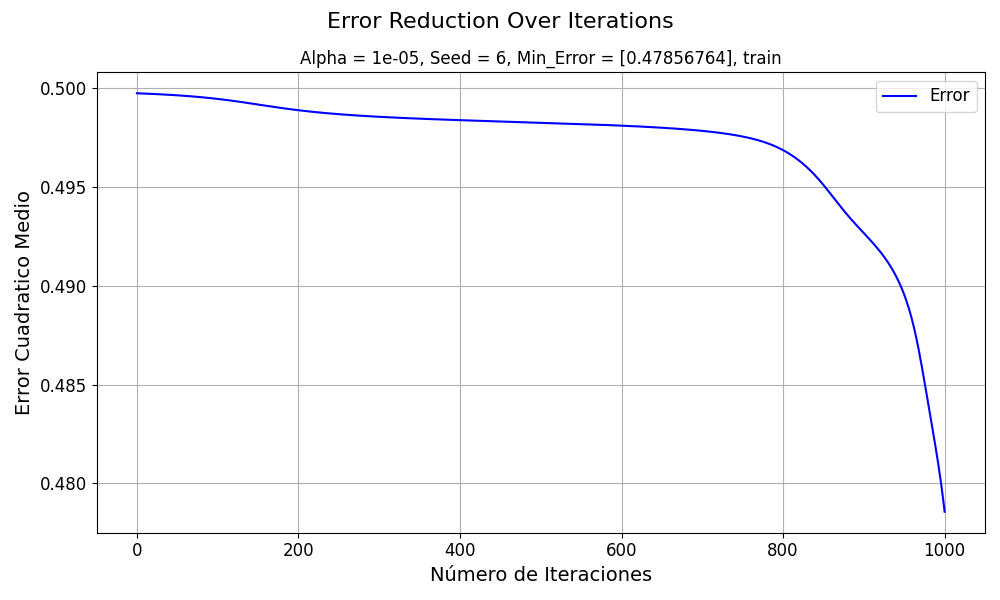 Error Reduction Over Iterations
Alpha = 1e-05, Seed = 6, Min_Error = [0.47856764], train
Error
Error Cuadratico Medio
0.500
0.495
0.490
0.485
0.480
0 200 400 600 800 1000
Número de Iteraciones